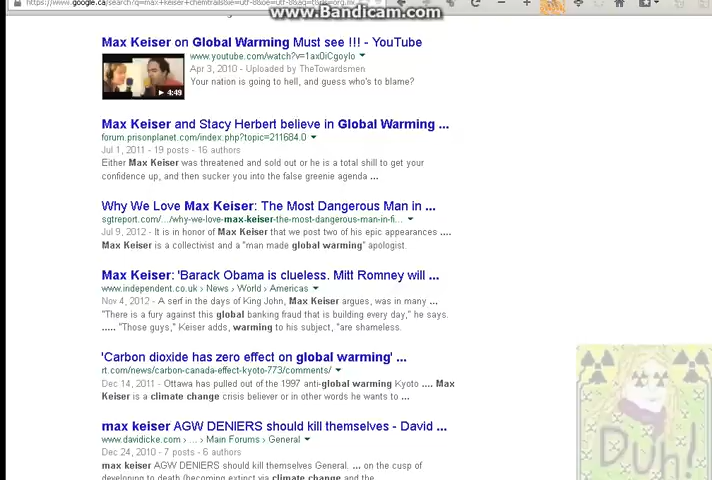 www.Bandicam.com
Max Keiser on Global Warming Must see !!! - YouTube
www.youtube.com/watch?v=1ax0iCgoylo
Apr 3, 2010 - Uploaded by TheTowardsmen
Your nation is going to hell, and guess who's to blame?
4:49
Max Keiser and Stacy Herbert believe in Global Warming ...
forum.prisonplanet.com/index.php?topic=211684.0
Jul 1, 2011 - 19 posts - 16 authors
Either Max Keiser was threatened and sold out or he is a total shill to get your
confidence up, and then sucker you into the false greenie agenda ...
Why We Love Max Keiser: The Most Dangerous Man in ...
sgtreport.com/.../why-we-love-max-keiser-the-most-dangerous-man-in-fi...
Jul 9, 2012 - It is in honor of Max Keiser that we post two of his epic appearances ....
Max Keiser is a collectivist and a "man made global warming" apologist.
Max Keiser: 'Barack Obama is clueless. Mitt Romney will ...
www.independent.co.uk › News › World › Americas
Nov 4, 2012 - A serf in the days of King John, Max Keiser argues, was in many ...
"There is a fury against this global banking fraud that is building every day," he says.
..... "Those guys," Keiser adds, warming to his subject, "are shameless.
'Carbon dioxide has zero effect on global warming' ...
rt.com/news/carbon-canada-effect-kyoto-773/comments/
Dec 14, 2011 - Ottawa has pulled out of the 1997 anti-global warming Kyoto .... Max
Keiser is a climate change crisis believer or in other words he wants to ...
max keiser AGW DENIERS should kill themselves - David ...
www.davidicke.com › ... › Main Forums › General
Dec 24, 2010 - 7 posts - 6 authors
max keiser AGW DENIERS should kill themselves General. ... on the cusp of
developing to death (becoming extinct via climate change and the
Duh!